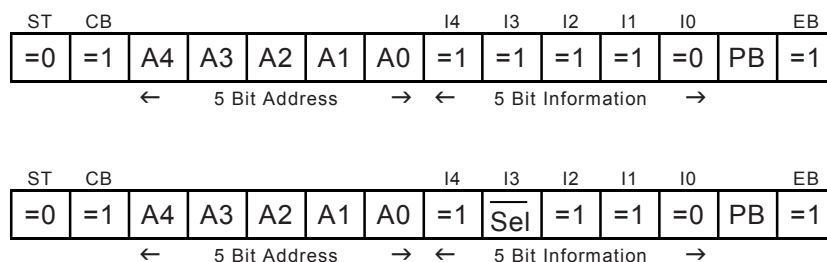 ST CB I4 I3 I2 I1 I0 EB
=0 =1 A4 A3 A2 A1 A0 =1 =1 =1 =1 =0 PB =1
← 5 Bit Address → ← 5 Bit Information →
ST CB I4 I3 I2 I1 I0 EB
=0 =1 A4 A3 A2 A1 A0 =1 S̅e̅l̅ =1 =1 =0 PB =1
← 5 Bit Address → ← 5 Bit Information →